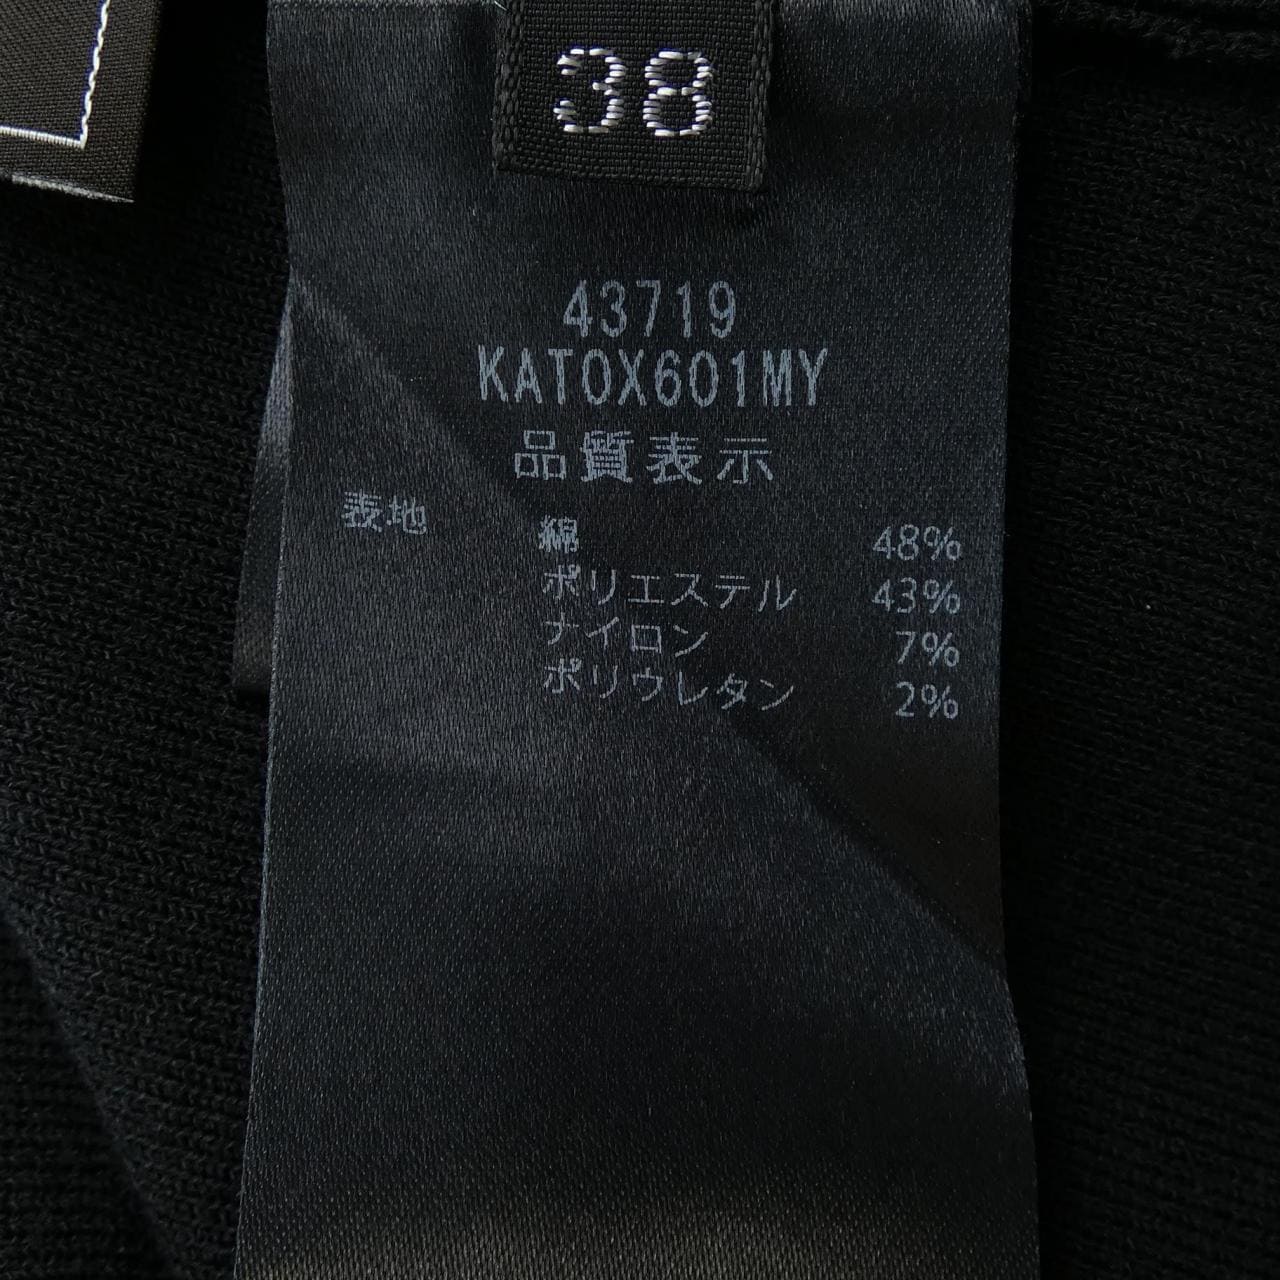 38
43719
KATOX601MY
品質表示
表地 綿 48%
ポリエステル 43%
ナイロン 7%
ポリウレタン 2%